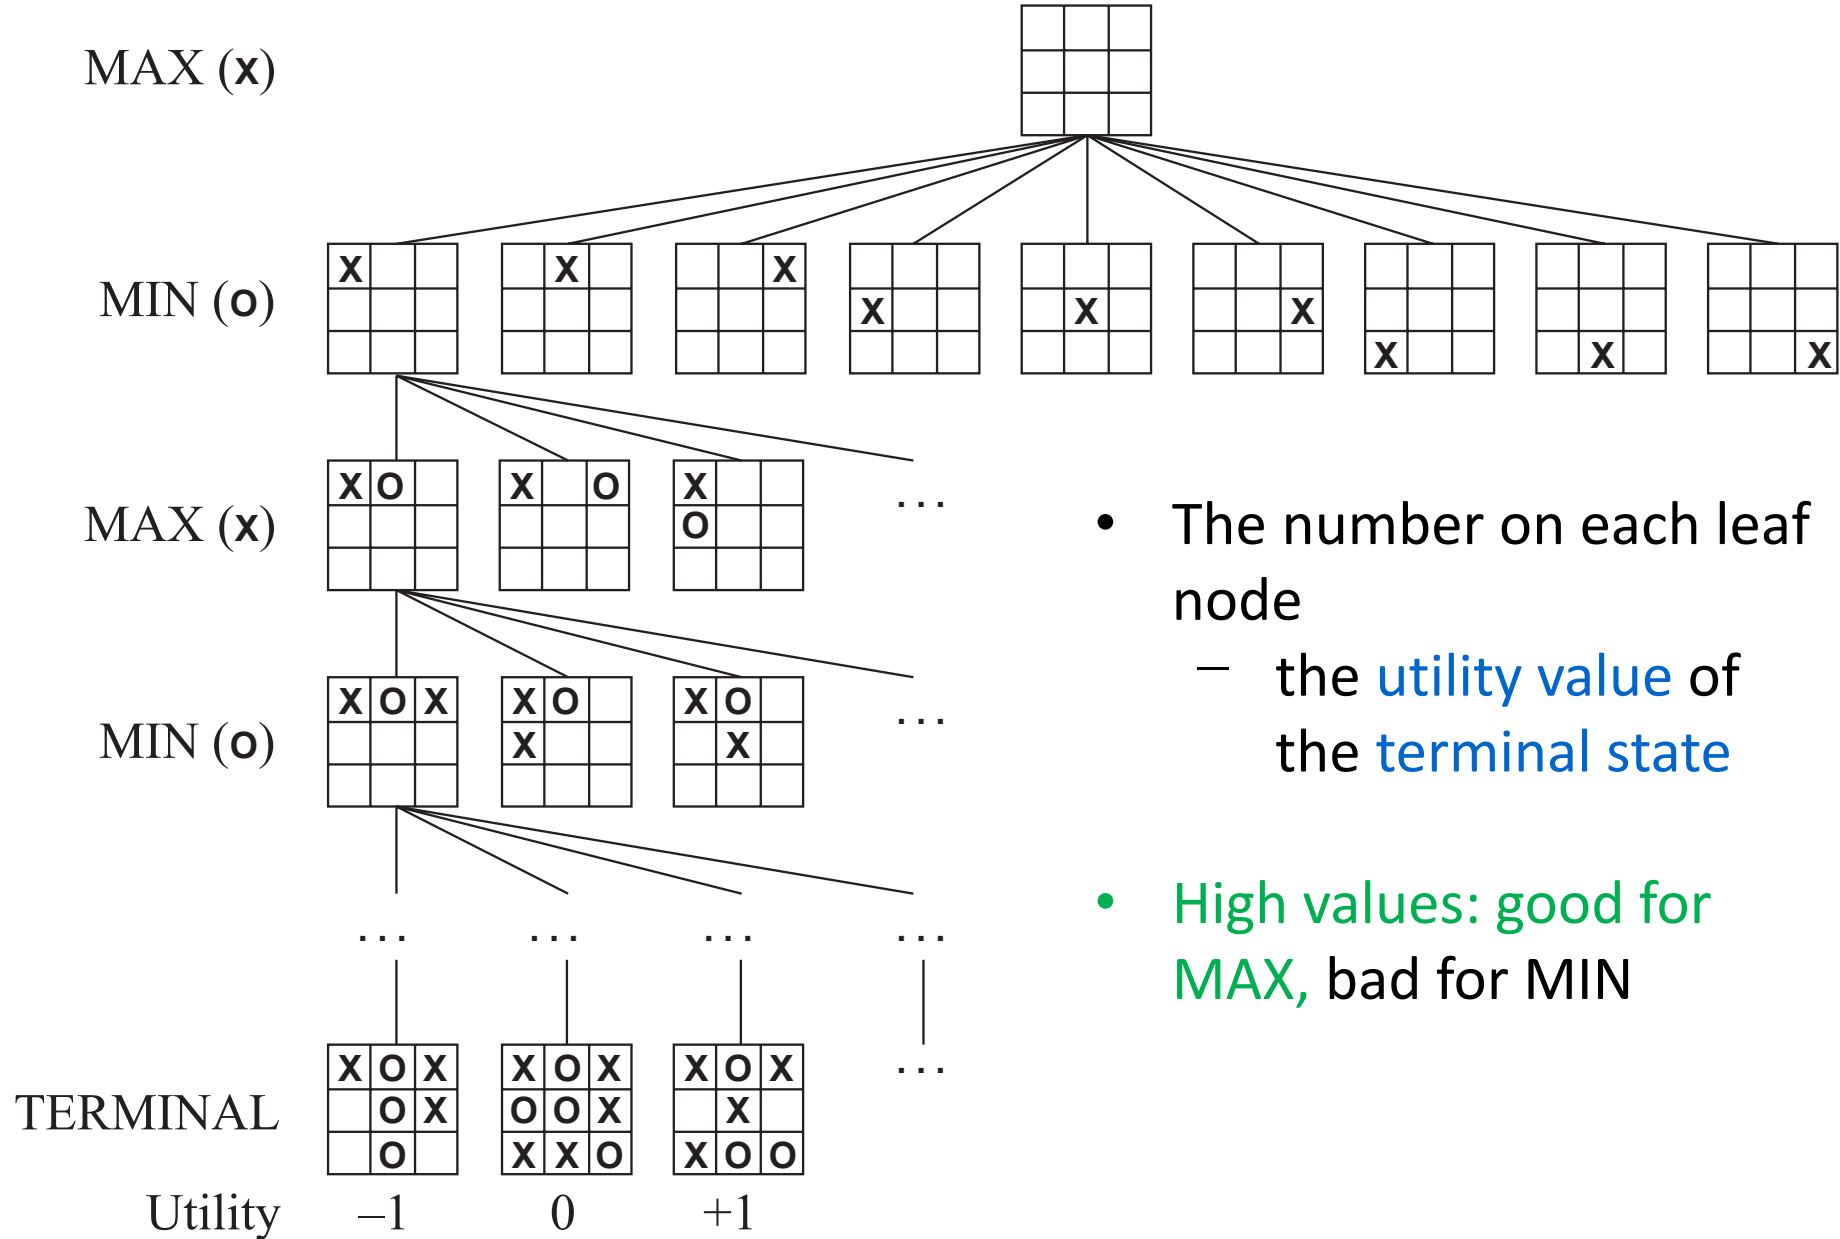 MAX (X)
MIN (O)
X X X X X X X X X
MAX (X)
X O X O X
O
...
MIN (O)
X O X X O X O
X X
...
... ... ... ...
TERMINAL
X O X X O X X O X
O X O O X X
O X X O X O O
...
Utility –1 0 +1
• The number on each leaf
node
– the utility value of
the terminal state
• High values: good for
MAX, bad for MIN